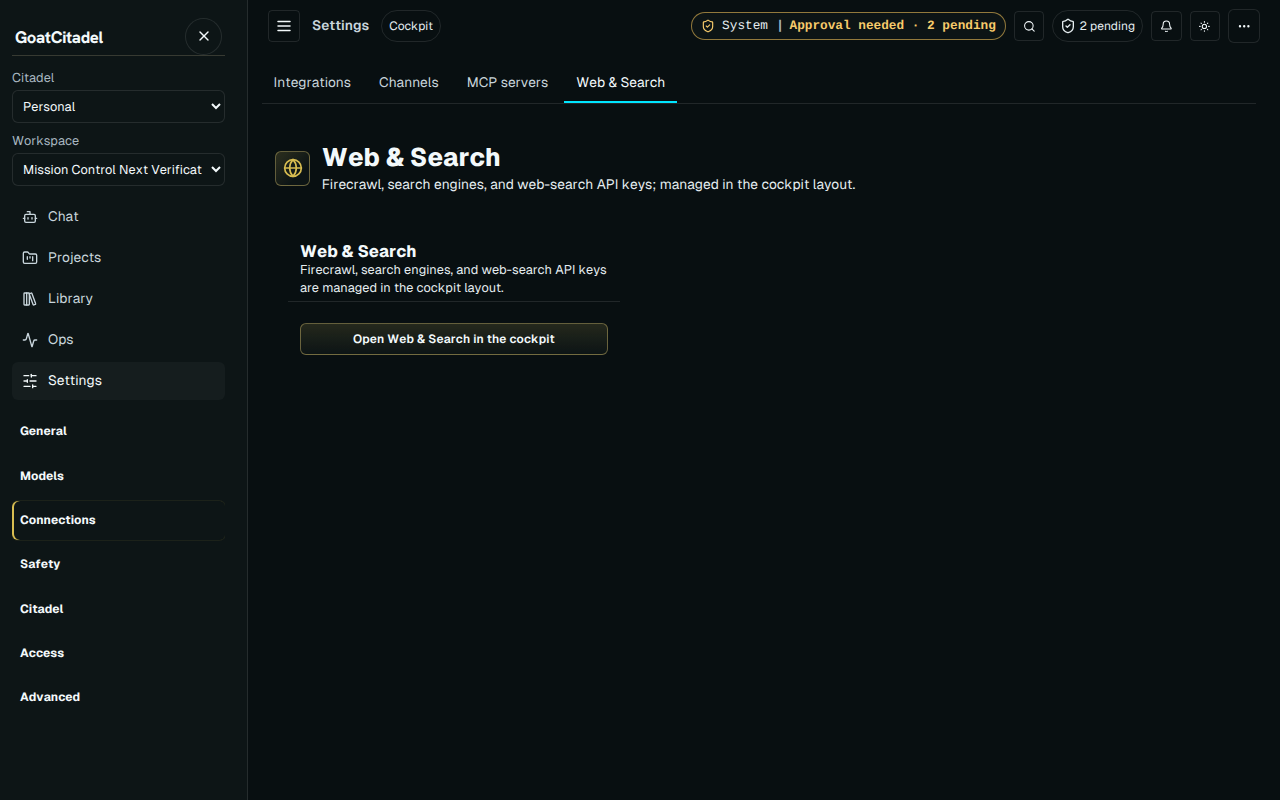 GoatCitadel
Citadel
Personal
Workspace
Mission Control Next Verificat
Chat
Projects
Library
Ops
Settings
General
Models
Connections
Safety
Citadel
Access
Advanced
Settings
Cockpit
System | Approval needed · 2 pending
2 pending
Integrations
Channels
MCP servers
Web & Search
Web & Search
Firecrawl, search engines, and web-search API keys; managed in the cockpit layout.
Web & Search
Firecrawl, search engines, and web-search API keys
are managed in the cockpit layout.
Open Web & Search in the cockpit